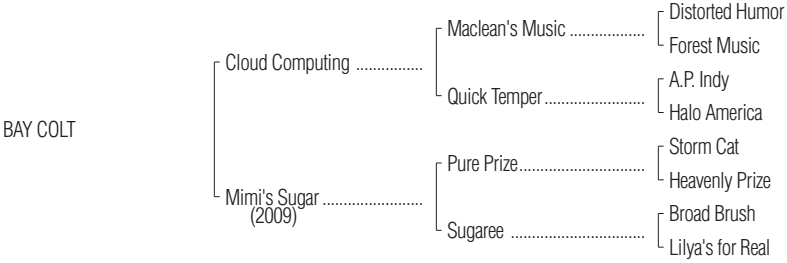 Distorted Humor
Maclean's Music ..................
Forest Music
Cloud Computing ................
A.P. Indy
Quick Temper........................
Halo America
BAY COLT
Storm Cat
Pure Prize..............................
Heavenly Prize
Mimi's Sugar ........................
(2009)
Broad Brush
Sugaree ................................
Lilya's for Real